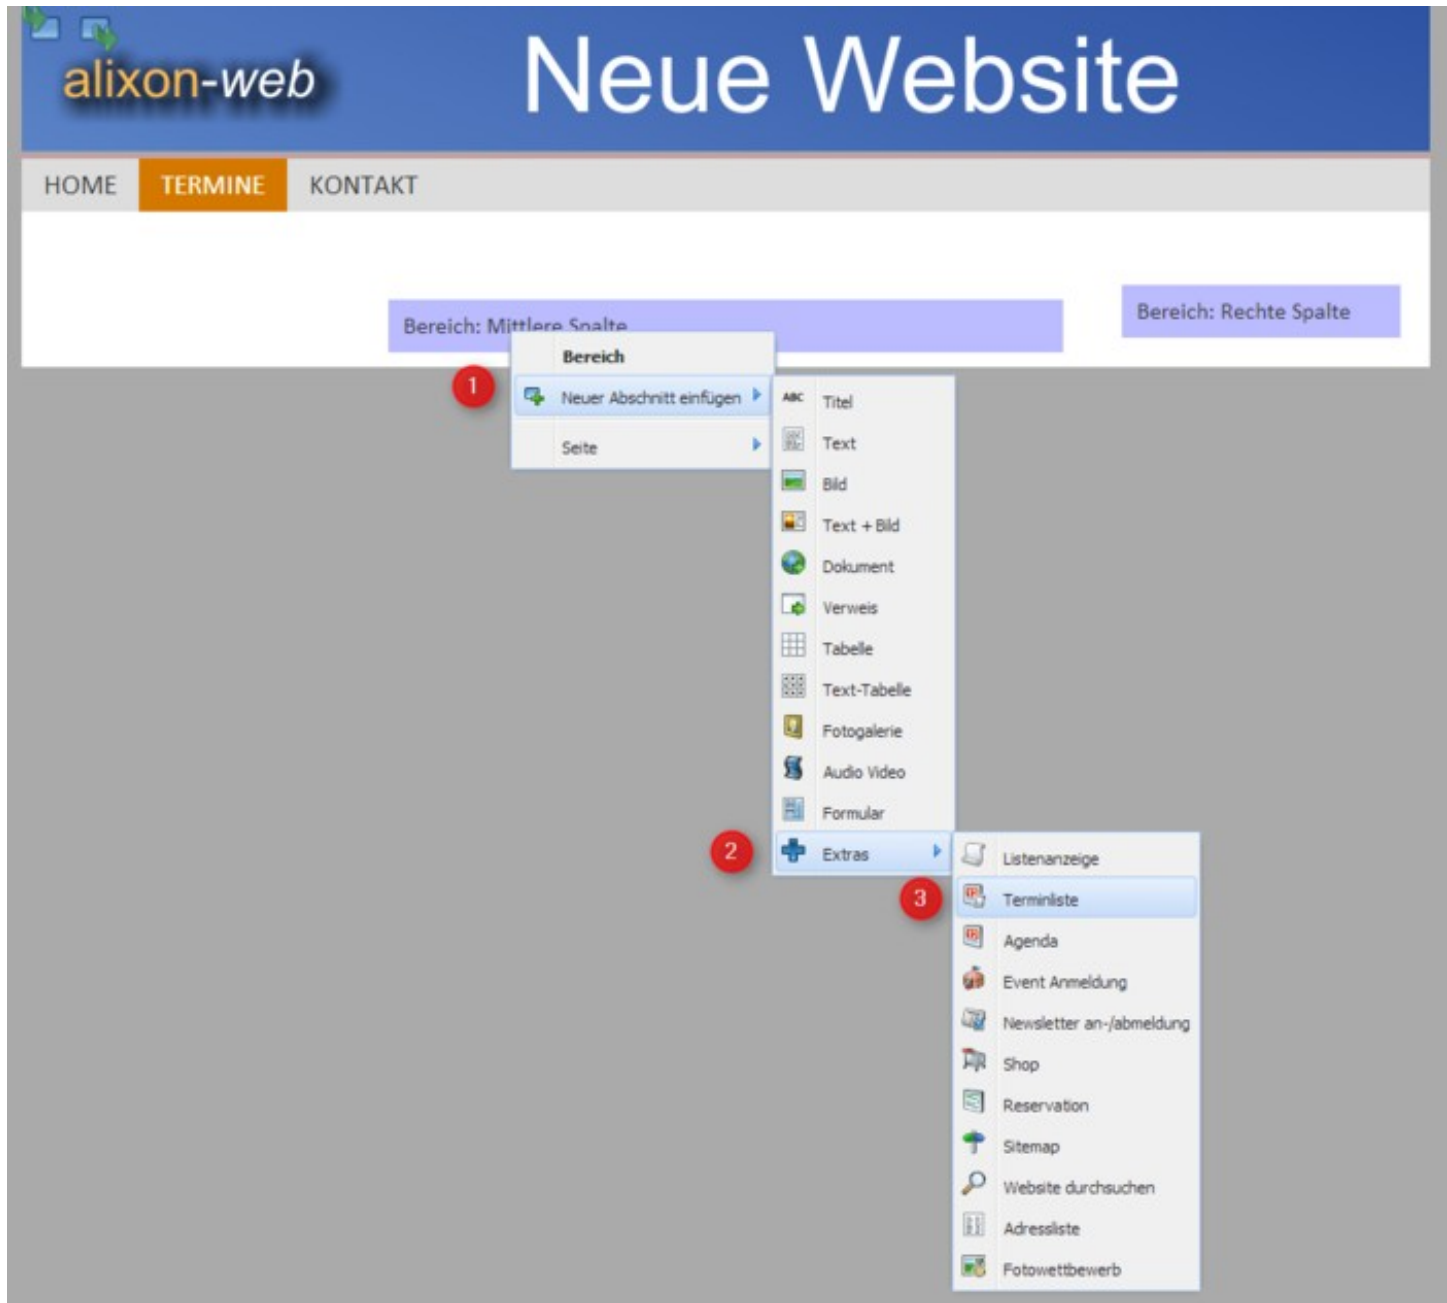 alixon-web
Neue Website
HOME TERMINE KONTAKT
Bereich: Mittlere Spalte
Bereich: Rechte Spalte
Bereich
1
Neuer Abschnitt einfügen
Seite
ABC Titel
Text
Bild
Text + Bild
Dokument
Verweis
Tabelle
Text-Tabelle
Fotogalerie
Audio Video
Formular
2
Extras
Listenanzeige
3
Terminliste
Agenda
Event Anmeldung
Newsletter an-/abmeldung
Shop
Reservation
Sitemap
Website durchsuchen
Adressliste
Fotowettbewerb